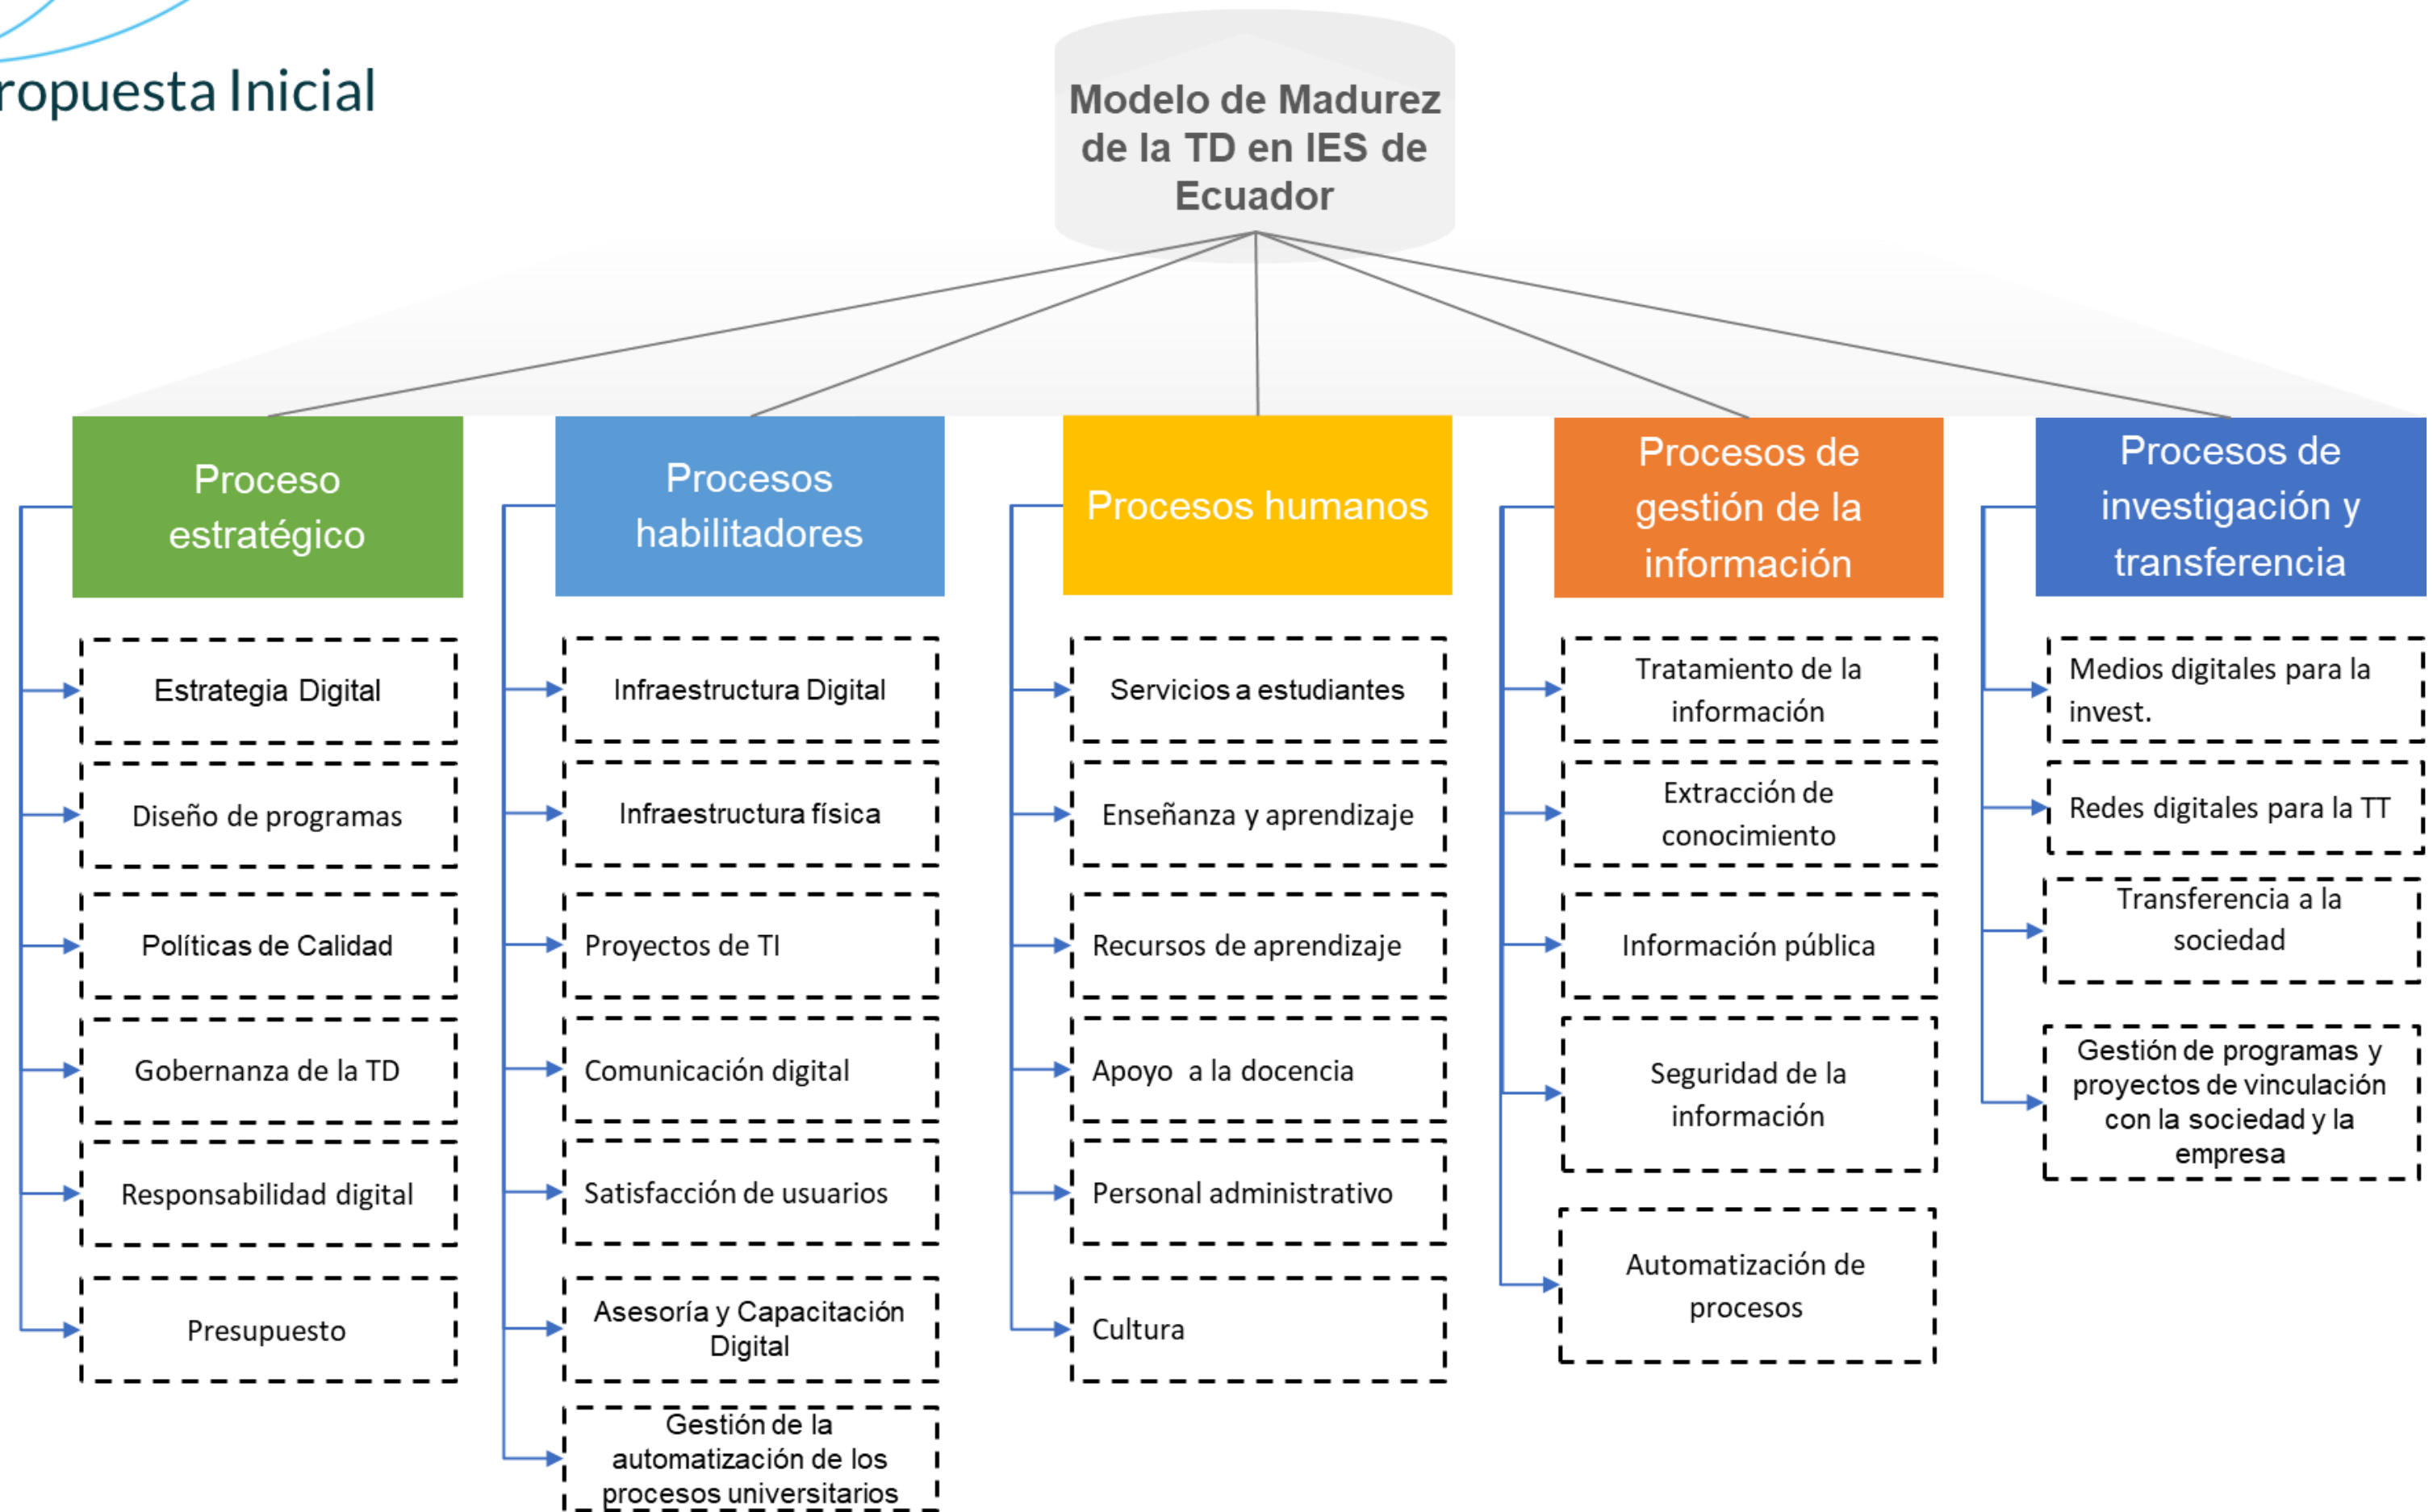 ropuesta Inicial
Modelo de Madurez
de la TD en IES de
Ecuador
Proceso
estratégico
Estrategia Digital
Diseño de programas
Políticas de Calidad
Gobernanza de la TD
Responsabilidad digital
Presupuesto
Procesos
habilitadores
Infraestructura Digital
Infraestructura física
Proyectos de TI
Comunicación digital
Satisfacción de usuarios
Asesoría y Capacitación
Digital
Gestión de la
automatización de los
procesos universitarios
Procesos humanos
Servicios a estudiantes
Enseñanza y aprendizaje
Recursos de aprendizaje
Apoyo a la docencia
Personal administrativo
Cultura
Procesos de
gestión de la
información
Tratamiento de la
información
Extracción de
conocimiento
Información pública
Seguridad de la
información
Automatización de
procesos
Procesos de
investigación y
transferencia
Medios digitales para la
invest.
Redes digitales para la TT
Transferencia a la
sociedad
Gestión de programas y
proyectos de vinculación
con la sociedad y la
empresa